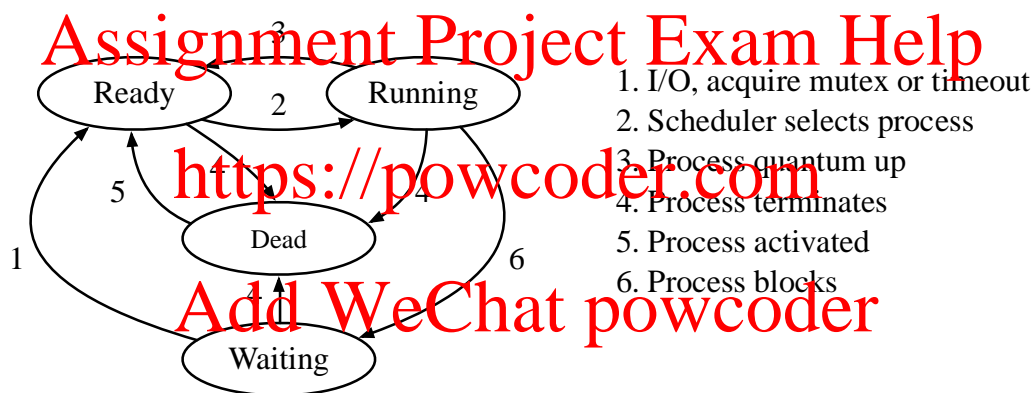 Assignment Project Exam Help
3
Ready
Running
2
1. I/O, acquire mutex or timeout
2. Scheduler selects process
3. Process quantum up
4. Process terminates
5. Process activated
6. Process blocks
https://powcoder.com
4
4
5
Dead
1
6
4
Add WeChat powcoder
Waiting